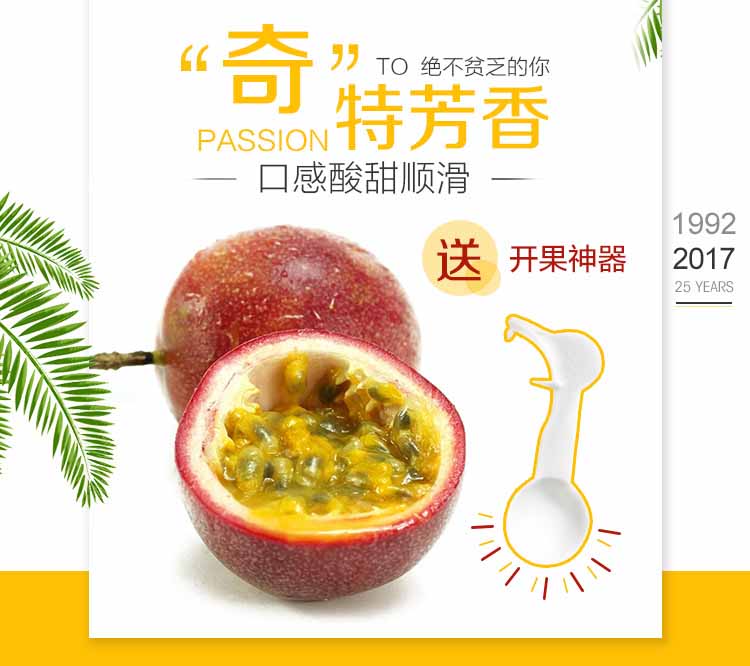 “奇” TO 绝不贫乏的你
PASSION 特芳香
口感酸甜顺滑
送 开果神器
1992
2017
25 YEARS